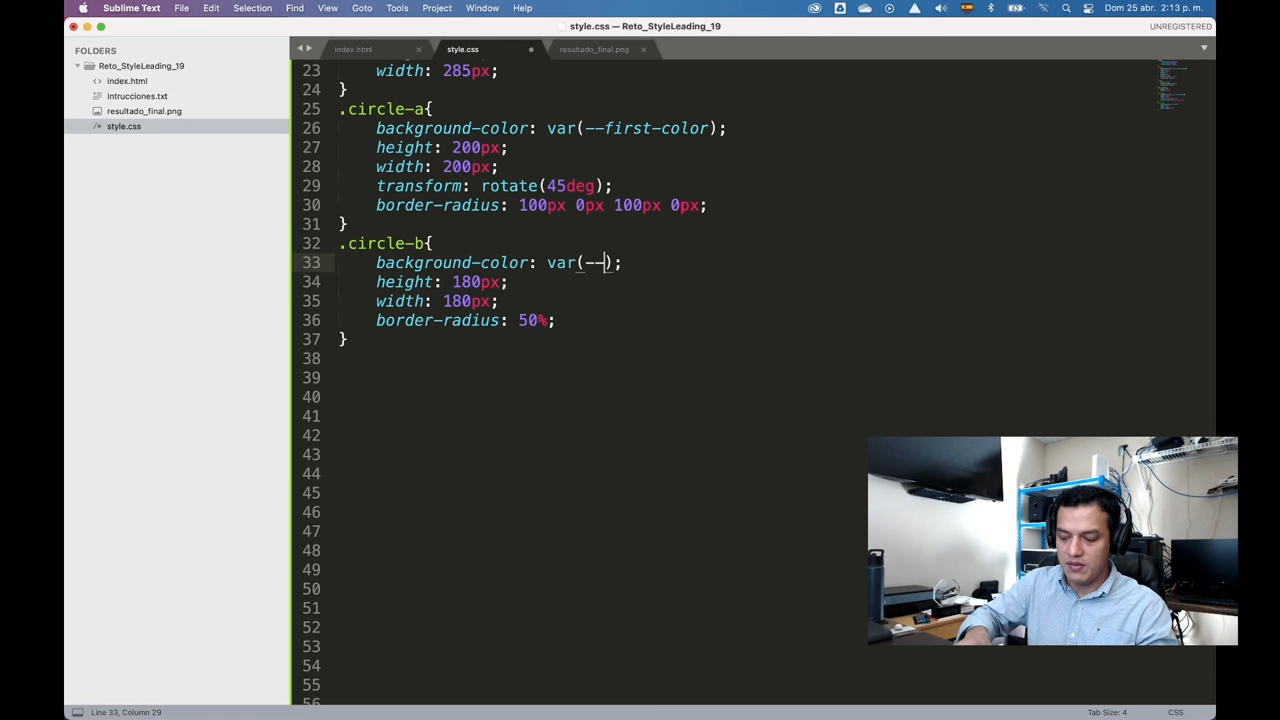 Sublime Text File Edit Selection Find View Goto Tools Project Window Help Dom 25 abr. 2:13 p. m.
style.css — Reto_StyleLeading_19 UNREGISTERED
FOLDERS
Reto_StyleLeading_19
<> index.html
Intrucciones.txt
resultado_final.png
/* style.css
index.html × style.css resultado_final.png ×
23 width: 285px;
24 }
25 .circle-a{
26 background-color: var(--first-color);
27 height: 200px;
28 width: 200px;
29 transform: rotate(45deg);
30 border-radius: 100px 0px 100px 0px;
31 }
32 .circle-b{
33 background-color: var(--);
34 height: 180px;
35 width: 180px;
36 border-radius: 50%;
37 }
38
39
40
41
42
43
44
45
46
47
48
49
50
51
52
53
54
55
56
Line 33, Column 29 Tab Size: 4 CSS